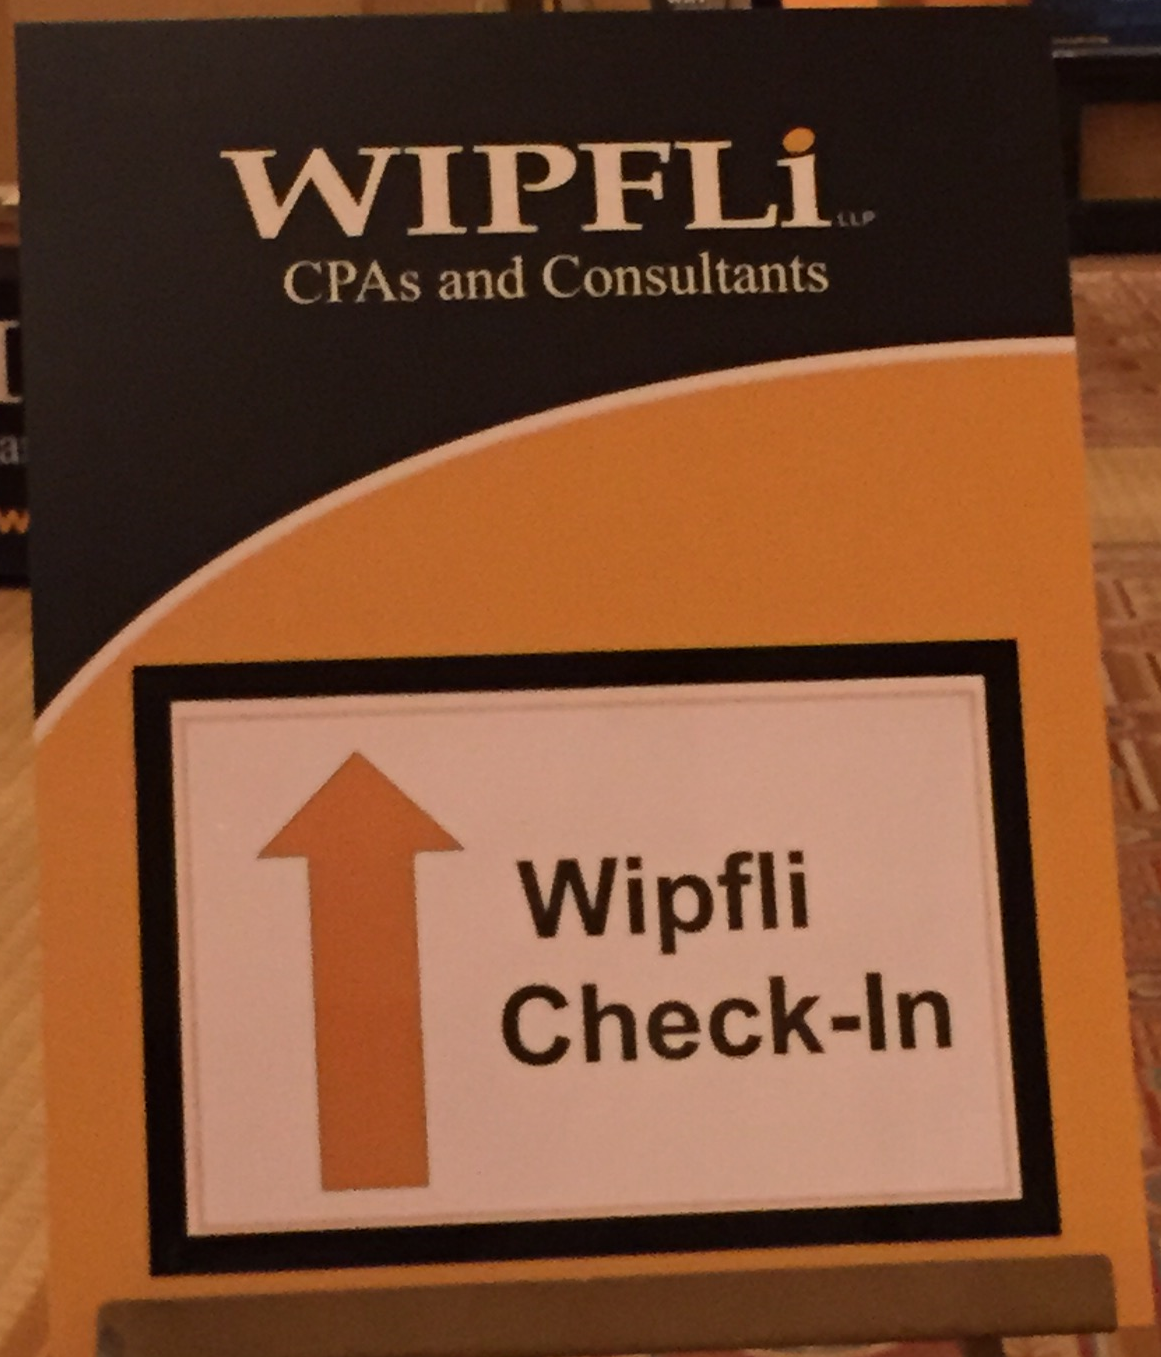 WIPFLi LLP
CPAs and Consultants
Wipfli
Check-In